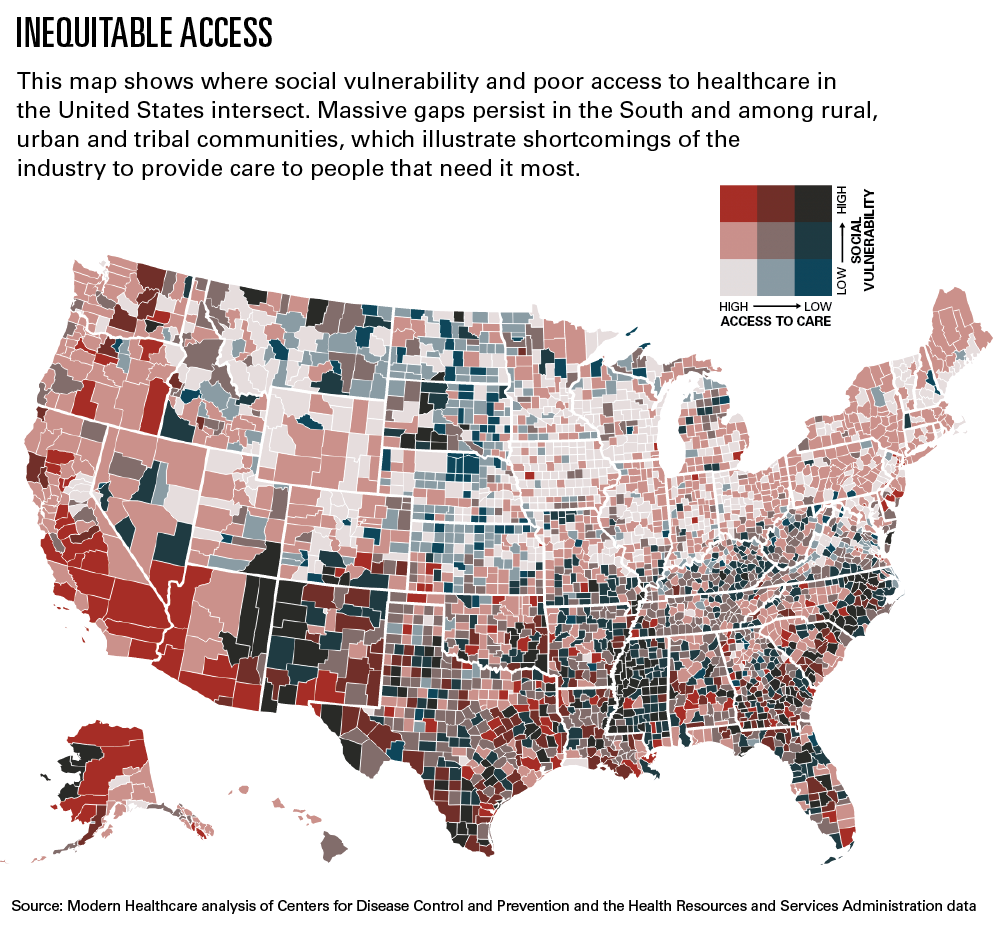 INEQUITABLE ACCESS
This map shows where social vulnerability and poor access to healthcare in
the United States intersect. Massive gaps persist in the South and among rural,
urban and tribal communities, which illustrate shortcomings of the
industry to provide care to people that need it most.
LOW → HIGH
SOCIAL
VULNERABILITY
HIGH → LOW
ACCESS TO CARE
Source: Modern Healthcare analysis of Centers for Disease Control and Prevention and the Health Resources and Services Administration data